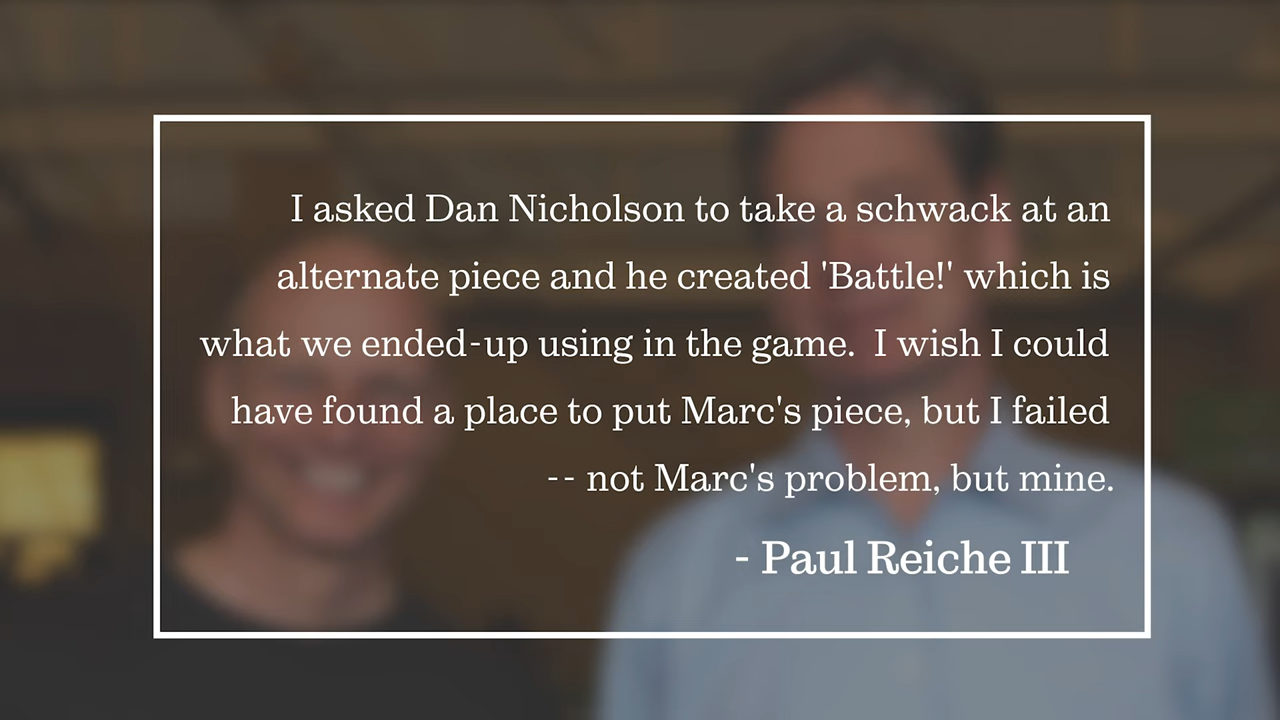 I asked Dan Nicholson to take a schwack at an
alternate piece and he created 'Battle!' which is
what we ended-up using in the game.  I wish I could
have found a place to put Marc's piece, but I failed
-- not Marc's problem, but mine.
- Paul Reiche III